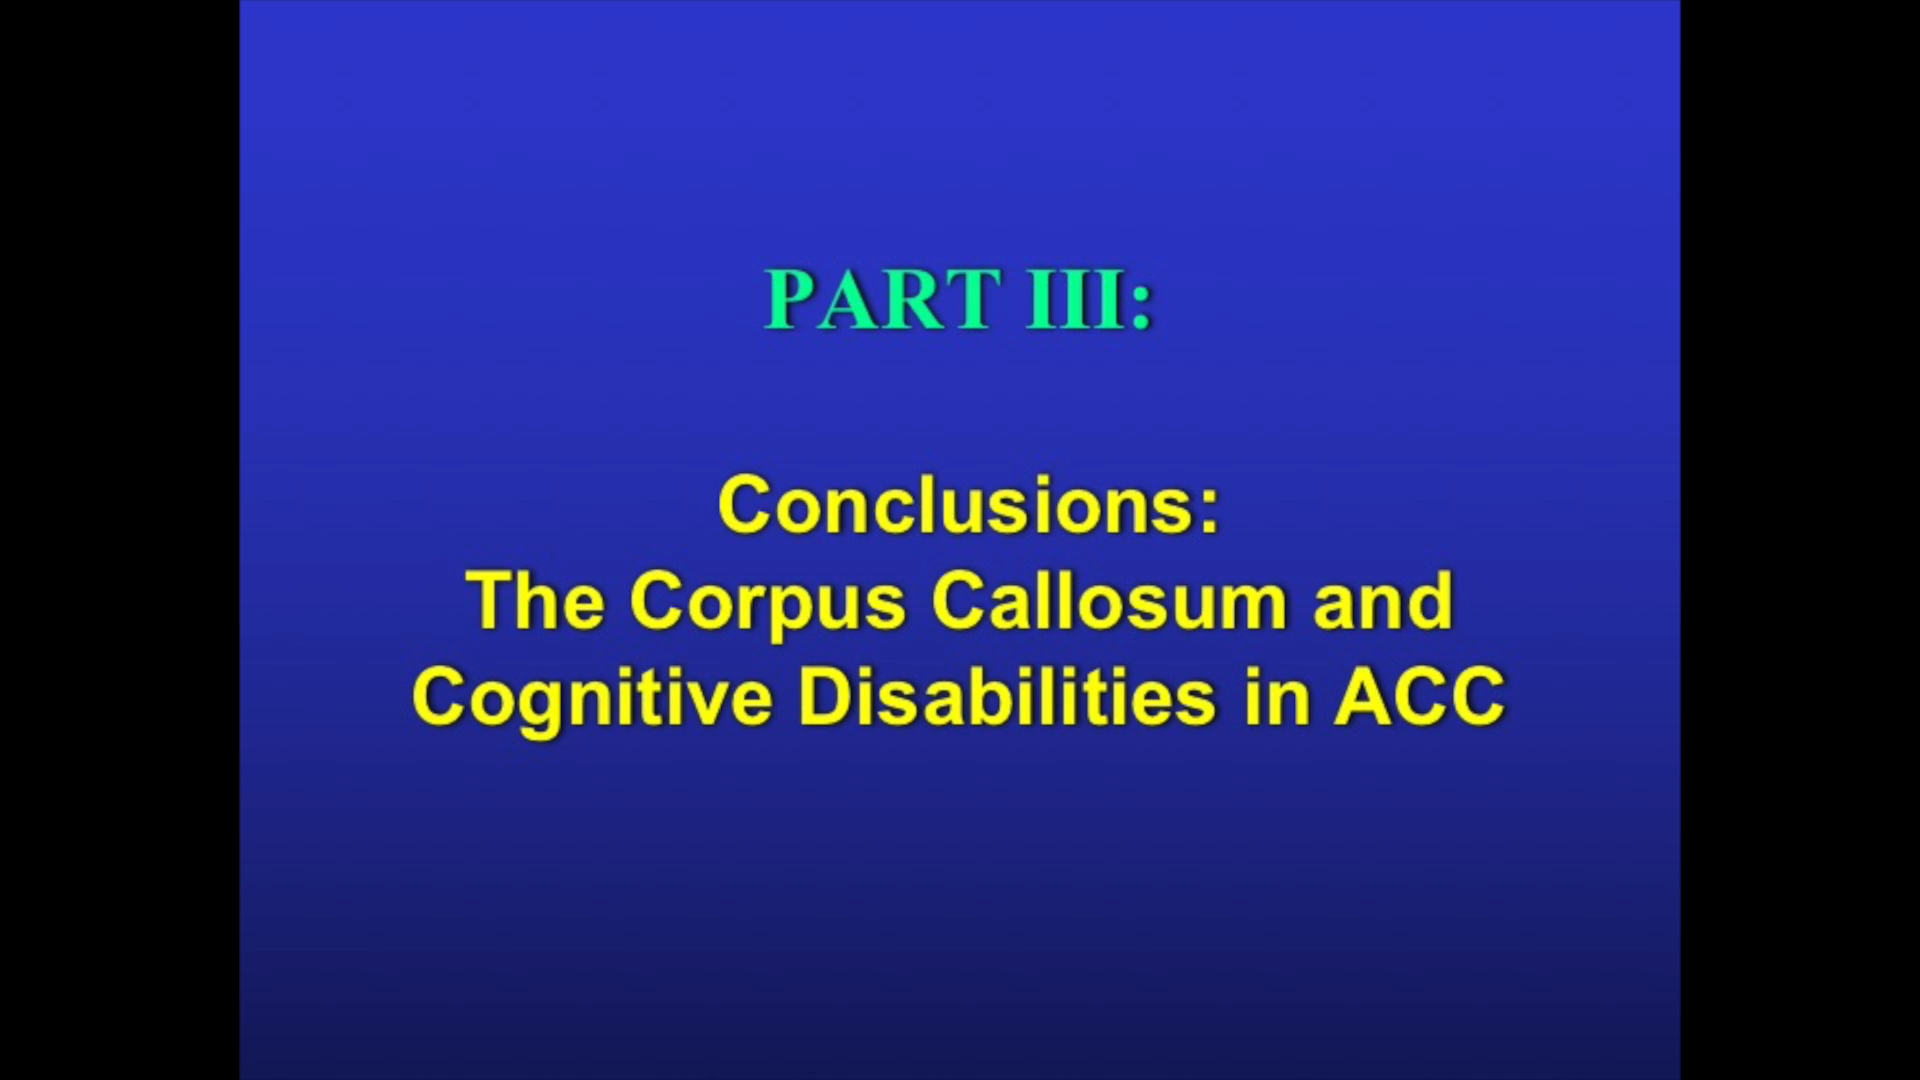 PART III:
Conclusions:
The Corpus Callosum and
Cognitive Disabilities in ACC